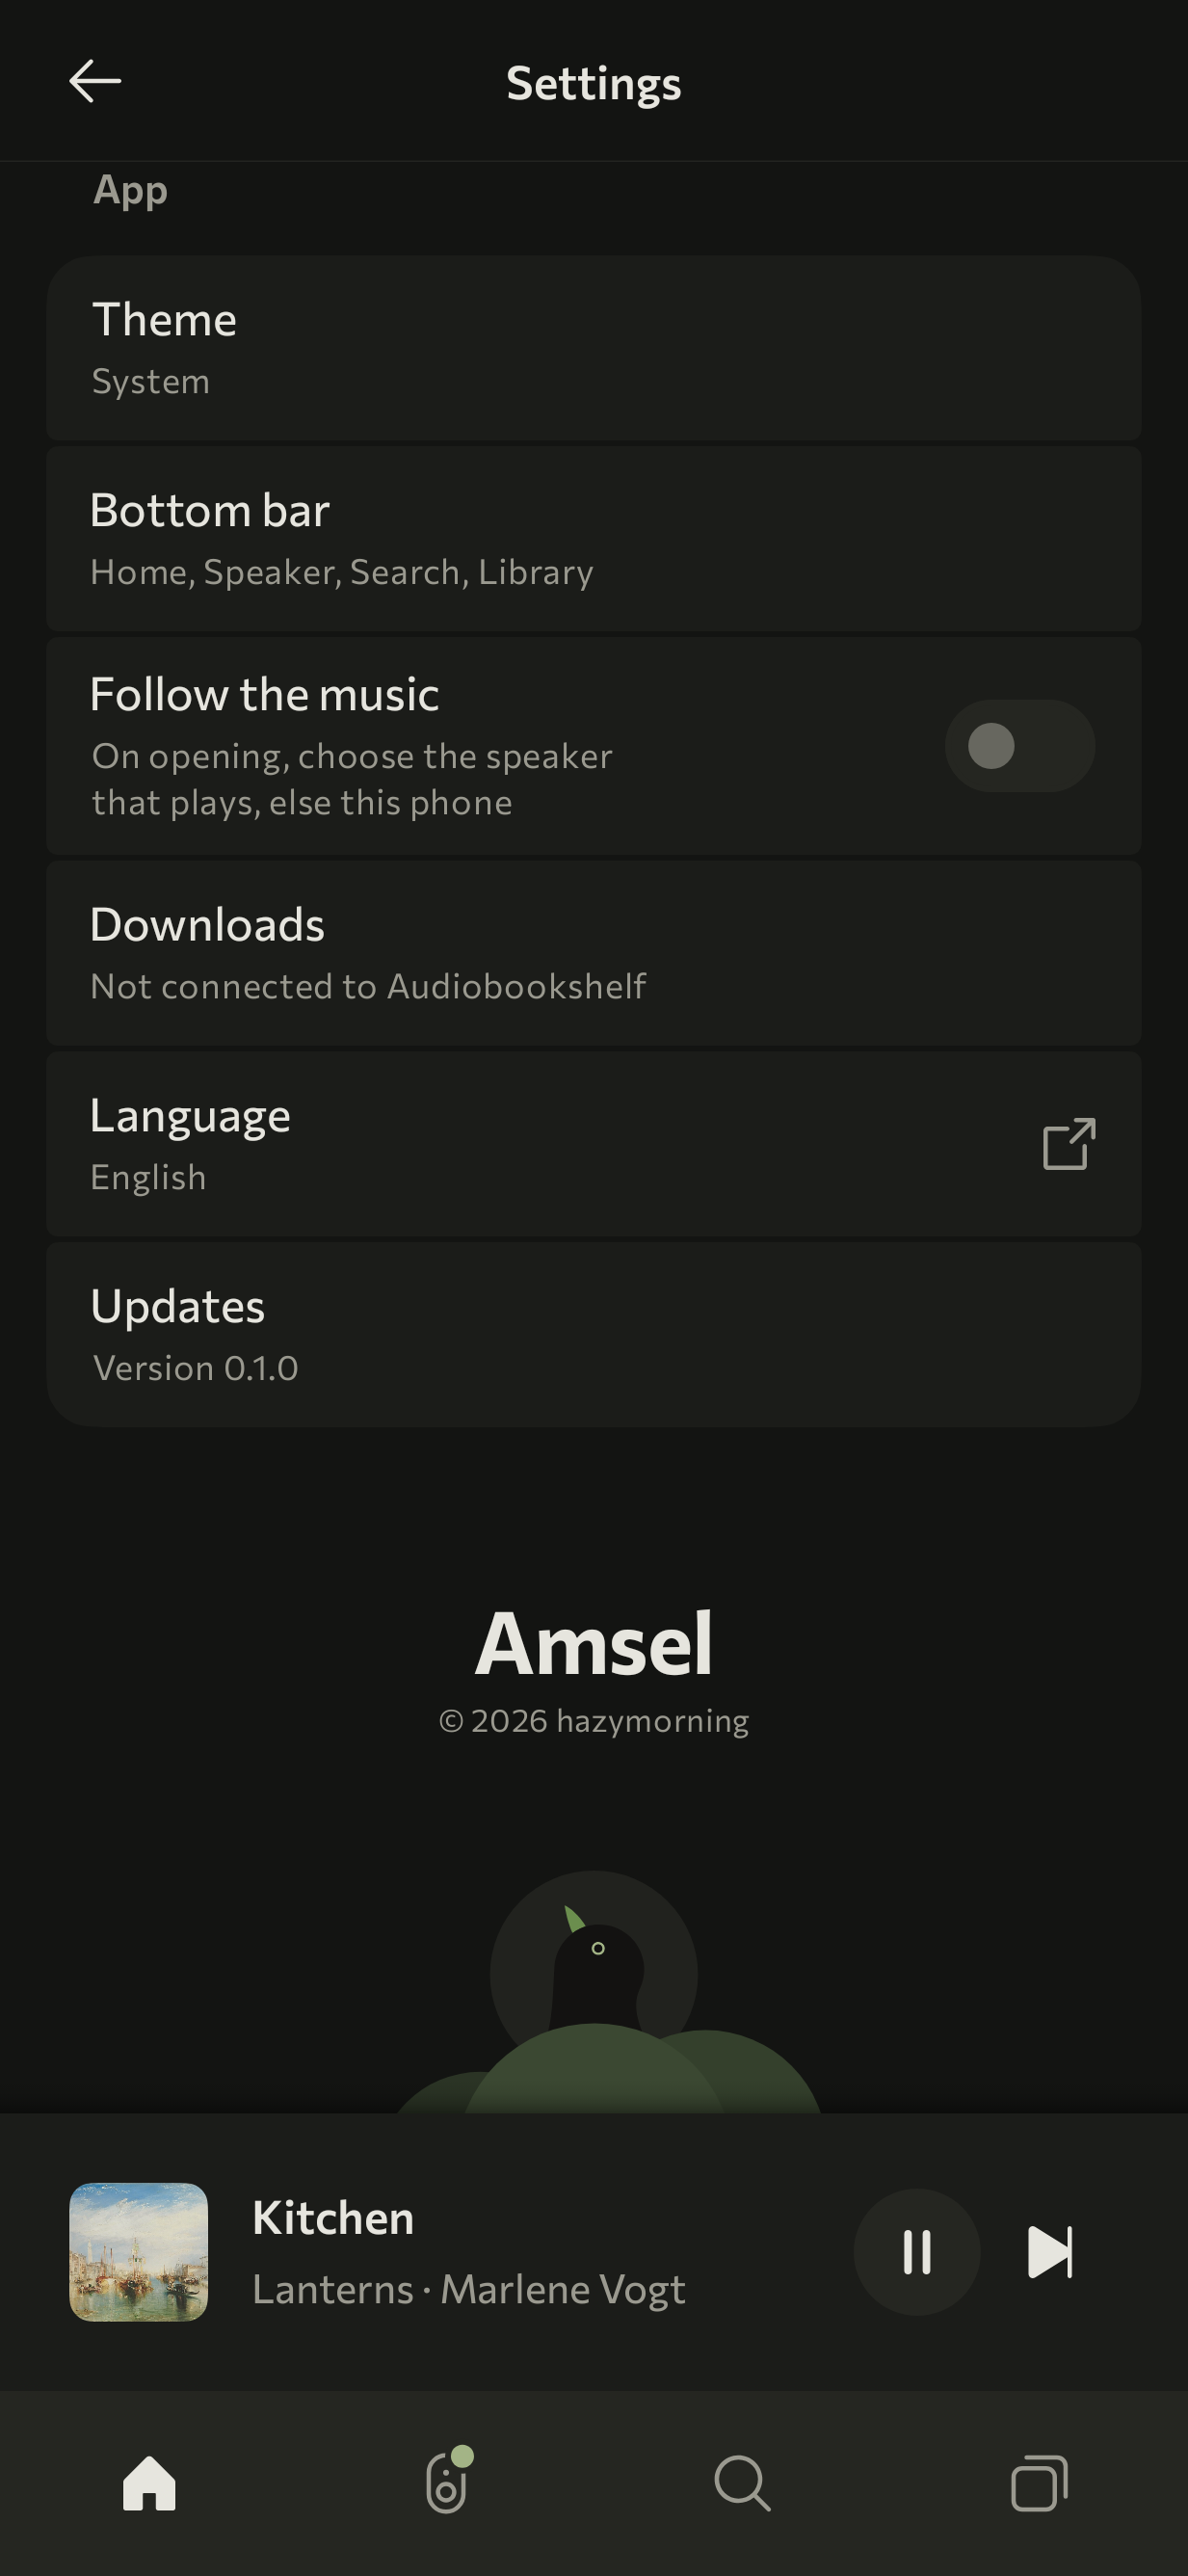 Settings
App
Theme
System
Bottom bar
Home, Speaker, Search, Library
Follow the music
On opening, choose the speaker
that plays, else this phone
Downloads
Not connected to Audiobookshelf
Language
English
Updates
Version 0.1.0
Amsel
© 2026 hazymorning
Kitchen
Lanterns · Marlene Vogt